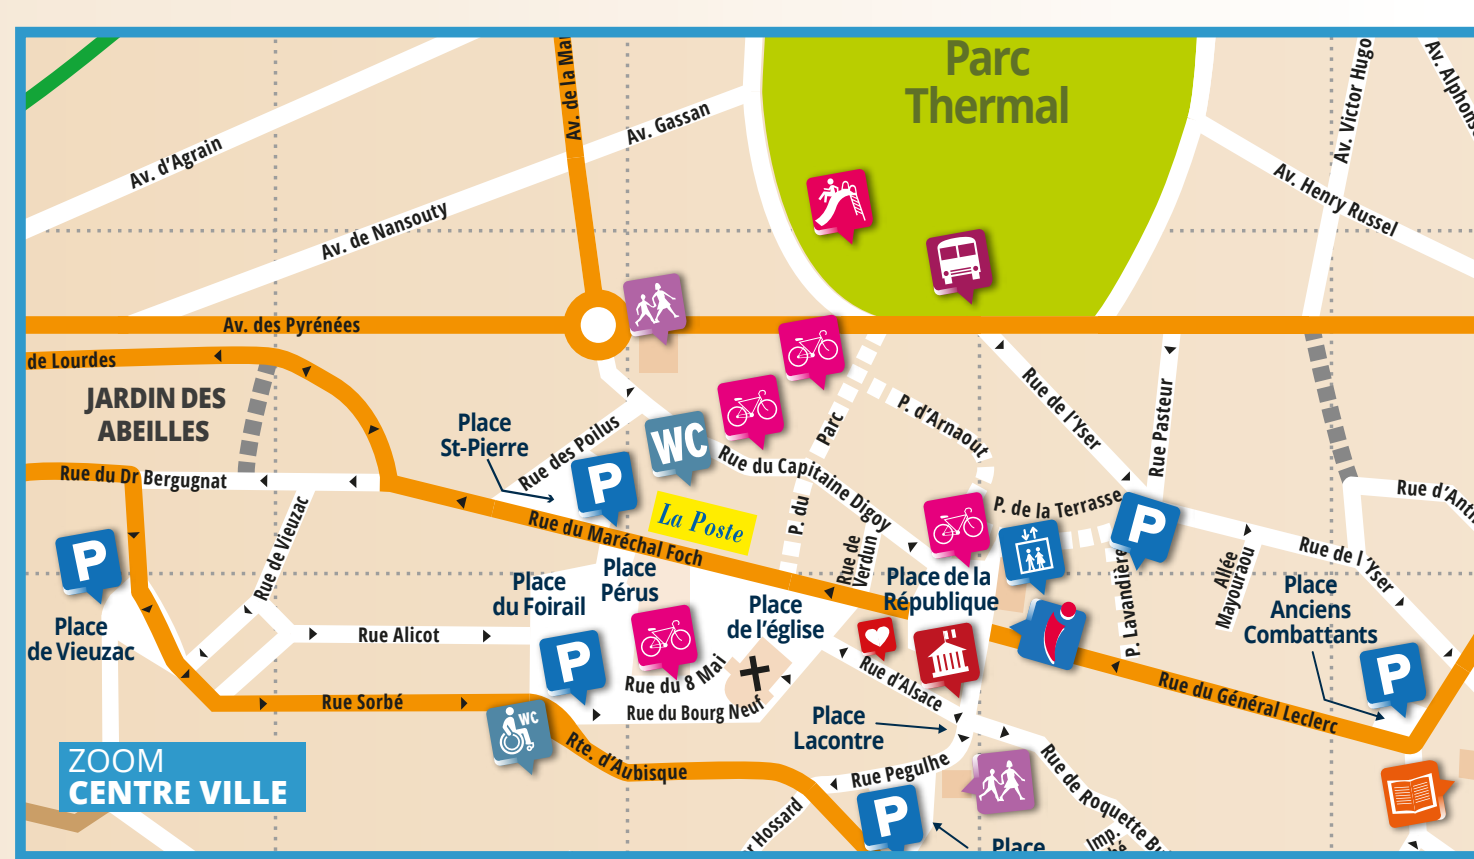 Parc
Thermal
Av. d'Agrain
Av. de la
Av. Gassan
Av. de Nansouty
Av. Victor Hugo
Av. Henry Russel
Av. des Pyrénées
de Lourdes
JARDIN DES
ABEILLES
Place
St-Pierre
Rue des Poilus
P
WC
Rue du Capitaine Digoy
P. du Parc
P. d'Arnaout
Rue de l'Yser
Rue Pasteur
Rue du Dr Bergugnat
Rue de Vieuzac
Rue du Maréchal Foch
La Poste
Rue de
Verdun
P. de la Terrasse
P
P. Lavandière
Allée
Mayouraou
Rue de l'Yser
P
Place
de Vieuzac
Place
du Foirail
Place
Pérus
Place
de l'église
Place de la
République
Place
Anciens
Combattants
P
Rue Alicot
P
Rue du 8 Mai
Rue du Bourg Neuf
Rue d'Alsace
Rue du Général Leclerc
Rue Sorbé
WC
Rte. d'Aubisque
Place
Lacontre
Rue Pegulhe
Rue de Roquette
Hossard
P
Place
Imp.
ZOOM
CENTRE VILLE